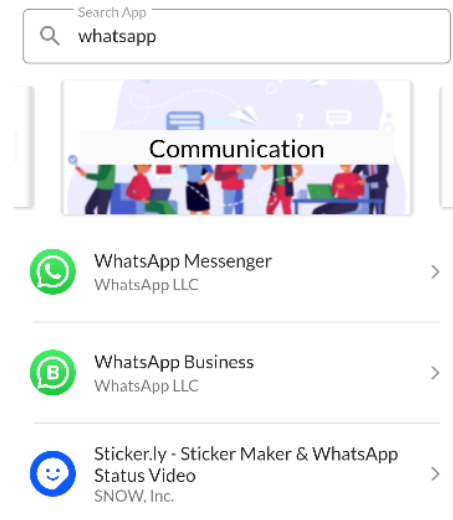 Search App
whatsapp
Communication
WhatsApp Messenger
WhatsApp LLC
B
WhatsApp Business
WhatsApp LLC
Sticker.ly - Sticker Maker & WhatsApp
Status Video
SNOW, Inc.